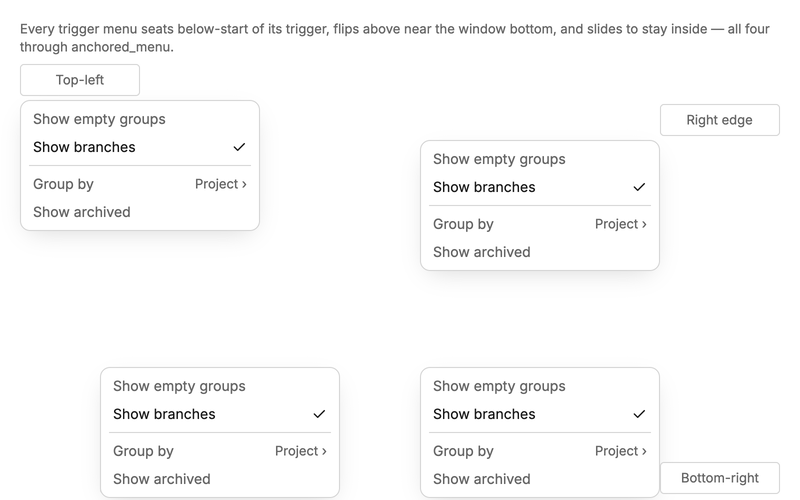 Every trigger menu seats below-start of its trigger, flips above near the window bottom, and slides to stay inside — all four
through anchored_menu.
Top-left
Show empty groups
Show branches
Group by Project ›
Show archived
Right edge
Show empty groups
Show branches
Group by Project ›
Show archived
Show empty groups
Show branches
Group by Project ›
Show archived
Show empty groups
Show branches
Group by Project ›
Show archived
Bottom-right